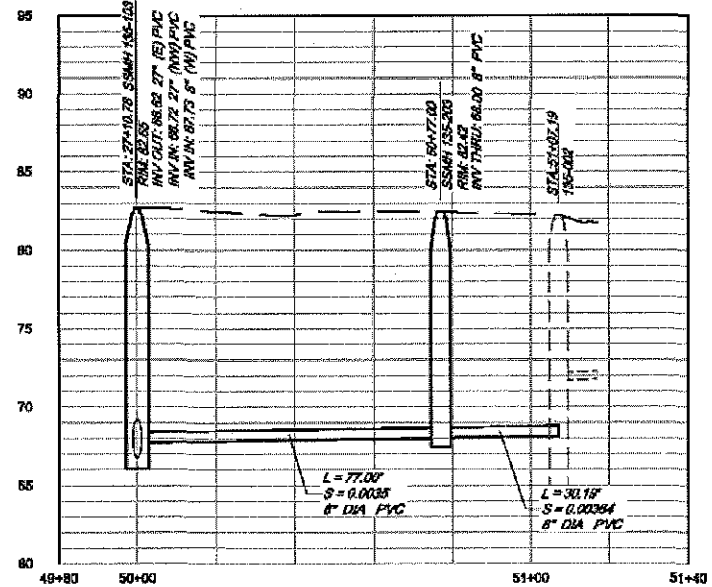 95
90
85
80
75
70
65
60
STA: 27+10.78 SSMH 135-103
RIM: 82.65
INV OUT: 66.62 27" (E) PVC
INV IN: 66.72 27" (NW) PVC
INV IN: 67.73 8" (N) PVC
STA: 50+77.00
SSMH 135-203
RIM: 82.42
INV THRU: 68.00 8" PVC
STA: 51+07.19
135-002
L = 77.00'
S = 0.0035
8" DIA PVC
L = 30.19'
S = 0.00364
8" DIA PVC
49+80 50+00 51+00 51+40